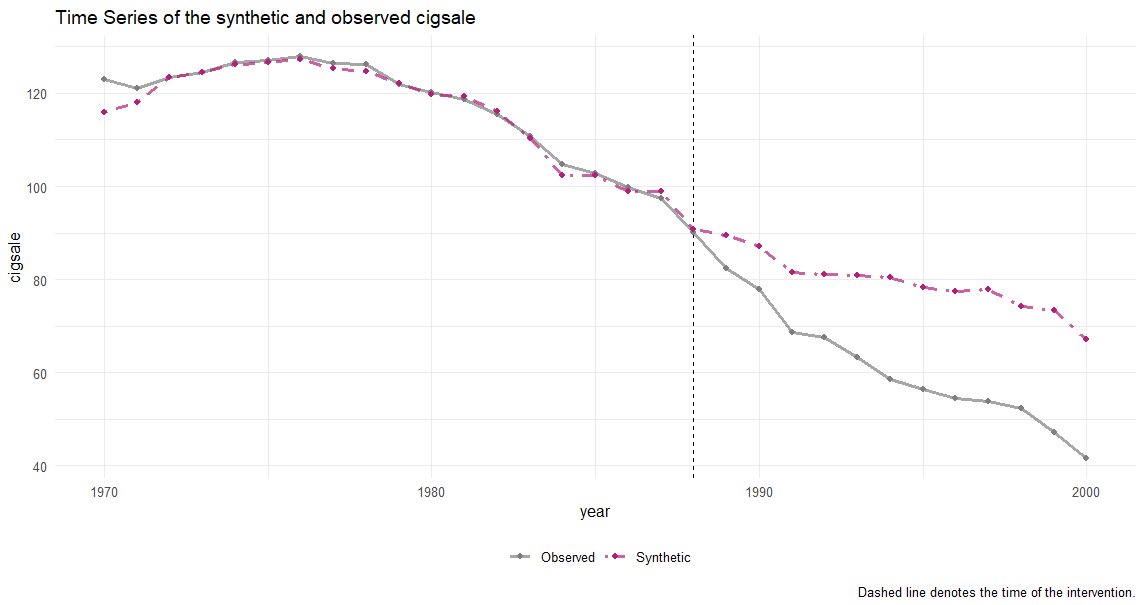 Time Series of the synthetic and observed cigsale
120
100
80
60
40
cigsale
1970 1980 1990 2000
year
Observed Synthetic
Dashed line denotes the time of the intervention.